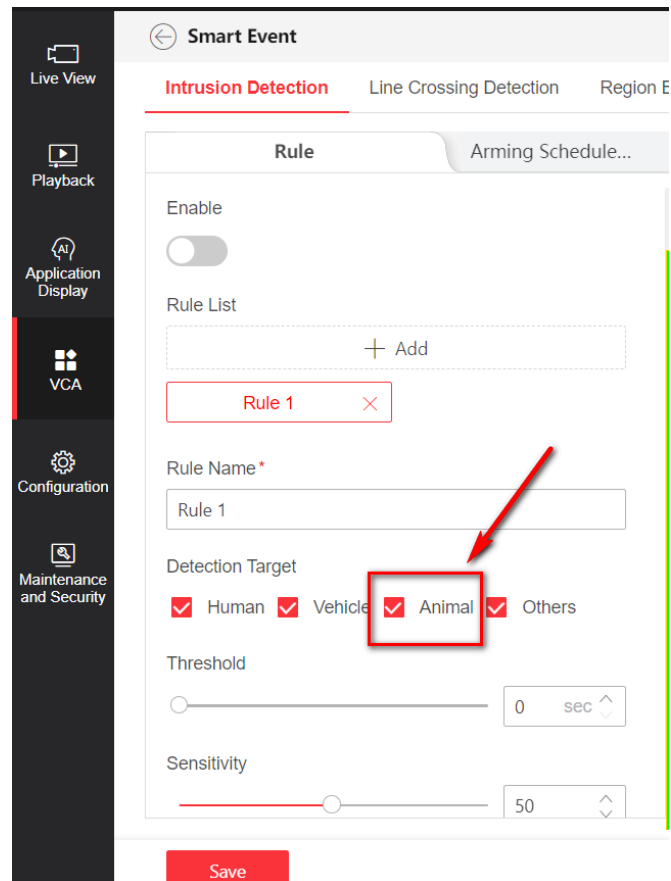 Smart Event
Live View
Intrusion Detection Line Crossing Detection Region E
Rule Arming Schedule...
Playback
Enable
AI
Application
Display
Rule List
+ Add
VCA
Rule 1 ×
Configuration
Rule Name*
Rule 1
Detection Target
Maintenance
and Security
Human Vehicle Animal Others
Threshold
0 sec
Sensitivity
50
Save